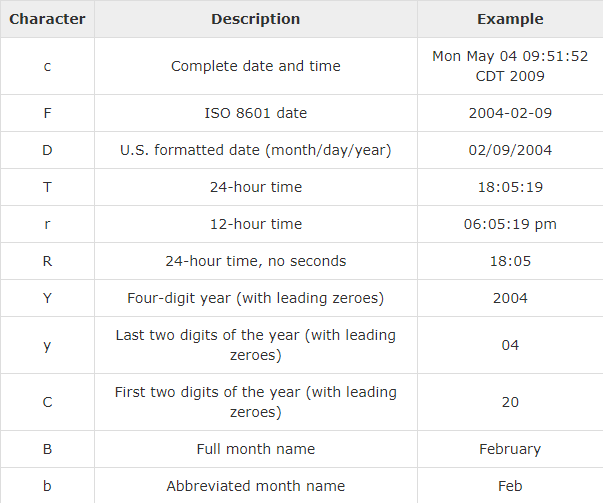 Character Description Example
c Complete date and time Mon May 04 09:51:52
CDT 2009
F ISO 8601 date 2004-02-09
D U.S. formatted date (month/day/year) 02/09/2004
T 24-hour time 18:05:19
r 12-hour time 06:05:19 pm
R 24-hour time, no seconds 18:05
Y Four-digit year (with leading zeroes) 2004
y Last two digits of the year (with leading
zeroes) 04
C First two digits of the year (with leading
zeroes) 20
B Full month name February
b Abbreviated month name Feb